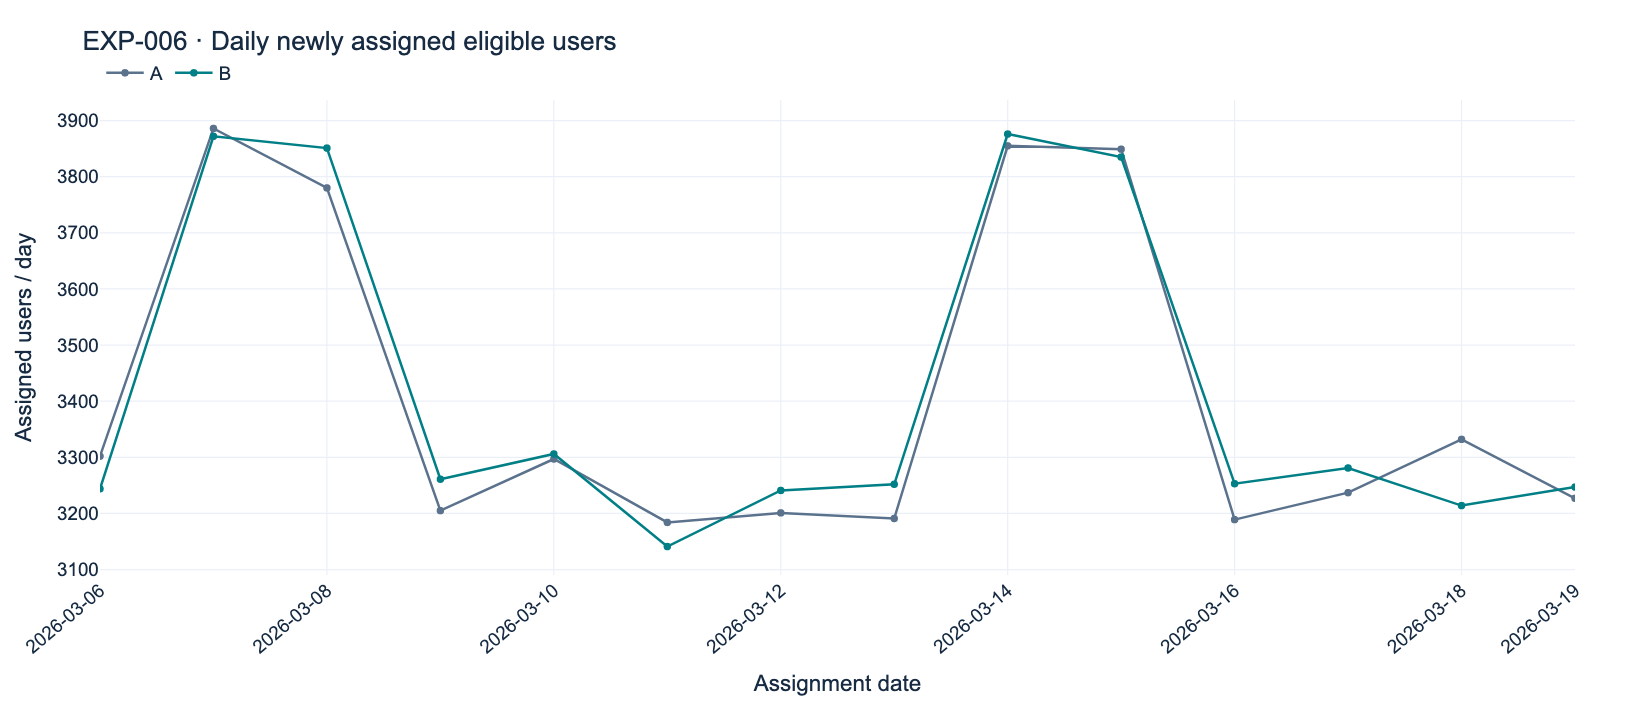 EXP-006 · Daily newly assigned eligible users
A B
3900
3800
3700
3600
3500
3400
3300
3200
3100
Assigned users / day
2026-03-06 2026-03-08 2026-03-10 2026-03-12 2026-03-14 2026-03-16 2026-03-18 2026-03-19
Assignment date